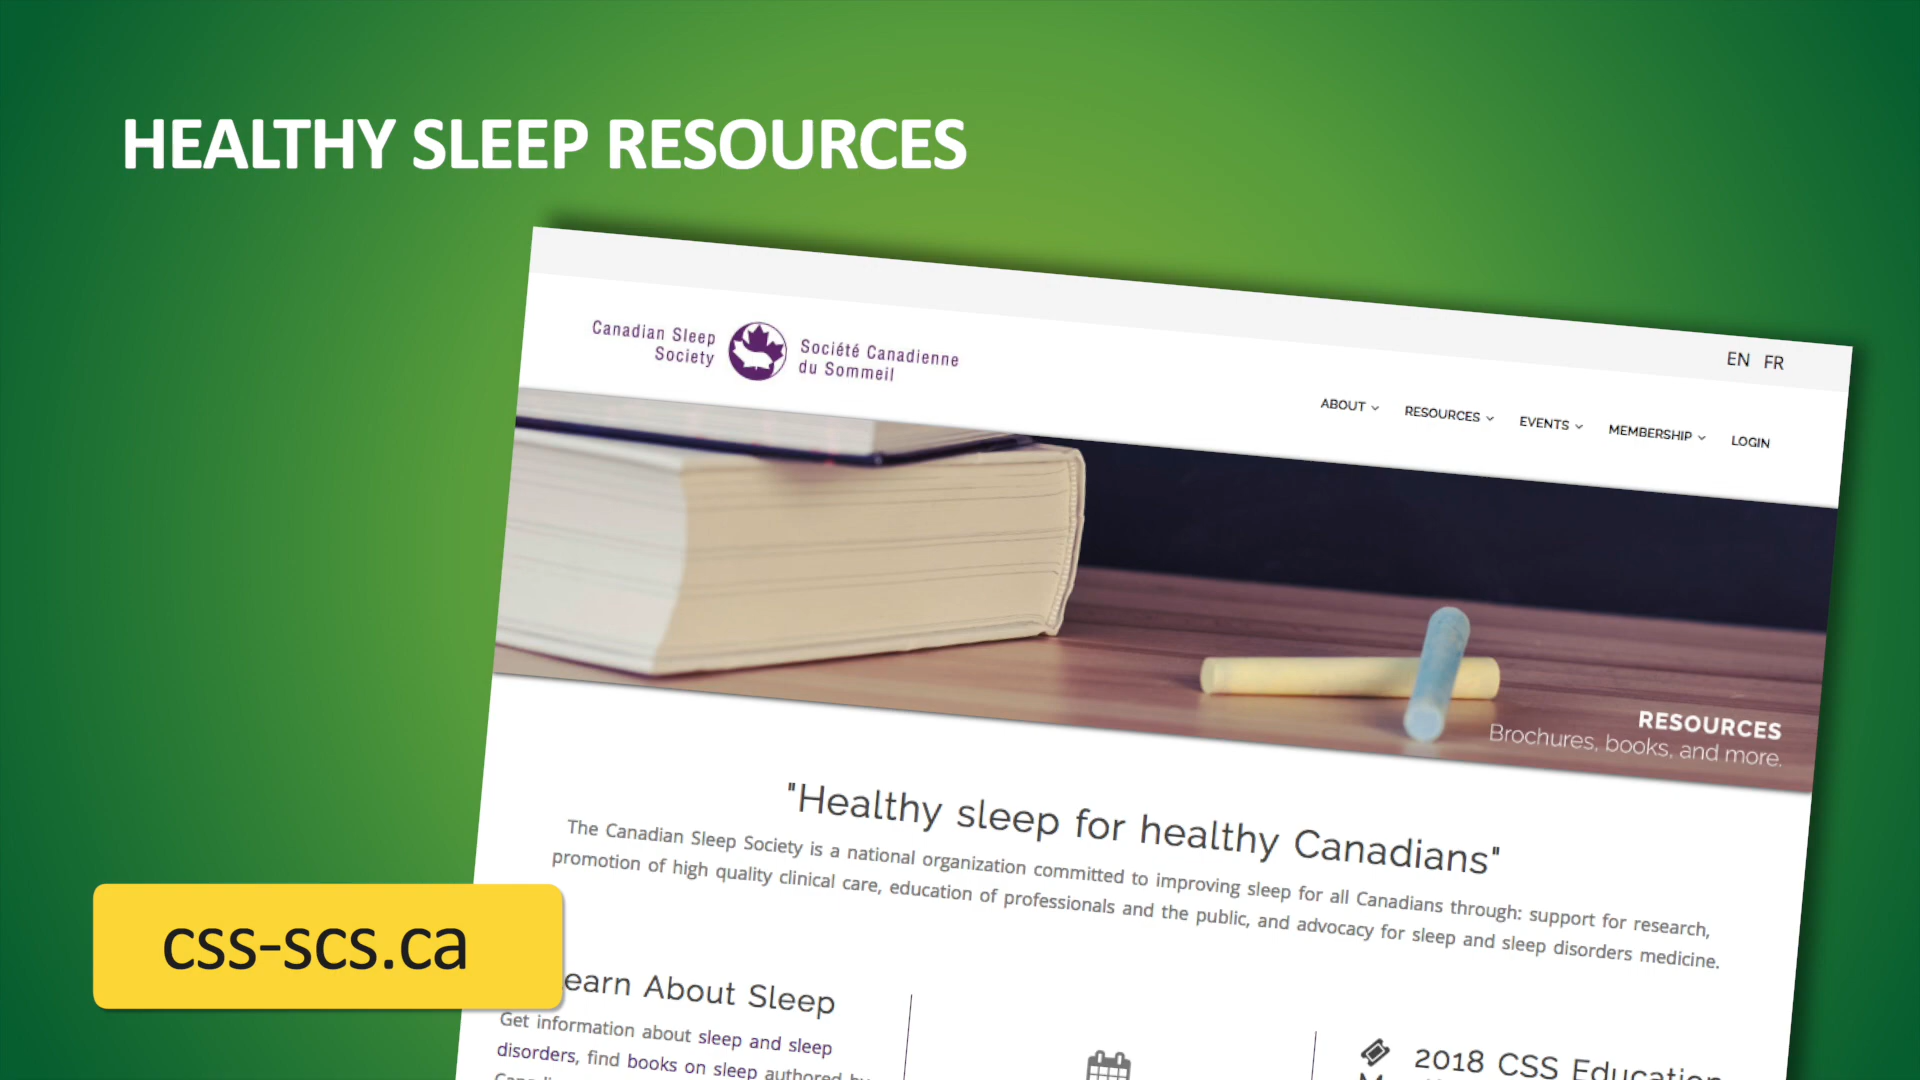 HEALTHY SLEEP RESOURCES
EN FR
Canadian Sleep
Society
Société Canadienne
du Sommeil
ABOUT RESOURCES EVENTS MEMBERSHIP LOGIN
RESOURCES
Brochures, books, and more.
"Healthy sleep for healthy Canadians"
The Canadian Sleep Society is a national organization committed to improving sleep for all Canadians through: support for research,
promotion of high quality clinical care, education of professionals and the public, and advocacy for sleep and sleep disorders medicine.
css-scs.ca
earn About Sleep
Get information about sleep and sleep
disorders, find books on sleep authored
2018 CSS Education